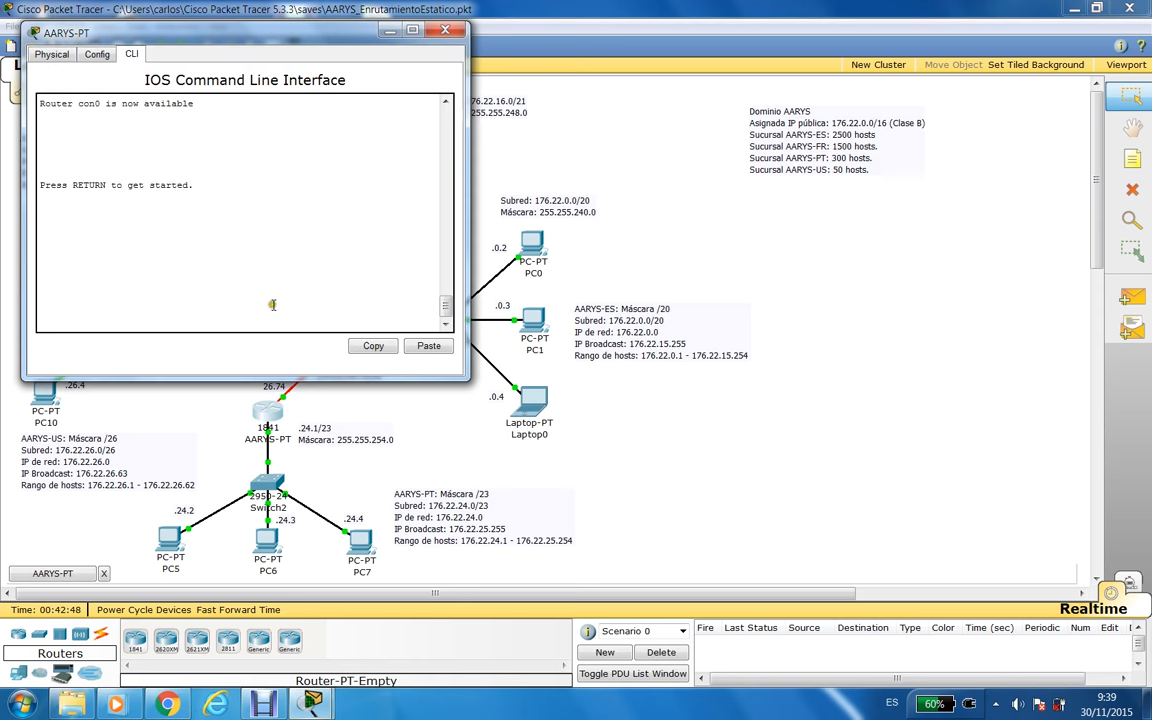 Cisco Packet Tracer - C:\Users\carlos\Cisco Packet Tracer 5.3.3\saves\AARYS_EnrutamientoEstatico.pkt
AARYS-PT
Physical
Config
CLI
IOS Command Line Interface
Router con0 is now available
Press RETURN to get started.
Copy
Paste
New Cluster
Move Object
Set Tiled Background
Viewport
76.22.16.0/21
255.248.0
Dominio AARYS
Asignada IP pública: 176.22.0.0/16 (Clase B)
Sucursal AARYS-ES: 2500 hosts
Sucursal AARYS-FR: 1500 hosts.
Sucursal AARYS-PT: 300 hosts.
Sucursal AARYS-US: 50 hosts.
Subred: 176.22.0.0/20
Máscara: 255.255.240.0
.0.2
PC-PT
PC0
.0.3
PC-PT
PC1
AARYS-ES: Máscara /20
Subred: 176.22.0.0/20
IP de red: 176.22.0.0
IP Broadcast: 176.22.15.255
Rango de hosts: 176.22.0.1 - 176.22.15.254
.0.4
Laptop-PT
Laptop0
.26.4
PC-PT
PC10
26.74
1841
AARYS-PT
.24.1/23
Máscara: 255.255.254.0
AARYS-US: Máscara /26
Subred: 176.22.26.0/26
IP de red: 176.22.26.0
IP Broadcast: 176.22.26.63
Rango de hosts: 176.22.26.1 - 176.22.26.62
2950-24
Switch2
.24.2
.24.3
.24.4
PC-PT
PC5
PC-PT
PC6
PC-PT
PC7
AARYS-PT: Máscara /23
Subred: 176.22.24.0/23
IP de red: 176.22.24.0
IP Broadcast: 176.22.25.255
Rango de hosts: 176.22.24.1 - 176.22.25.254
AARYS-PT X
Time: 00:42:48
Power Cycle Devices Fast Forward Time
Realtime
Routers
1841
2620XM
2621XM
2811
Generic
Generic
Router-PT-Empty
Scenario 0
New
Delete
Toggle PDU List Window
Fire
Last Status
Source
Destination
Type
Color
Time (sec)
Periodic
Num
Edit
ES
60%
9:39
30/11/2015